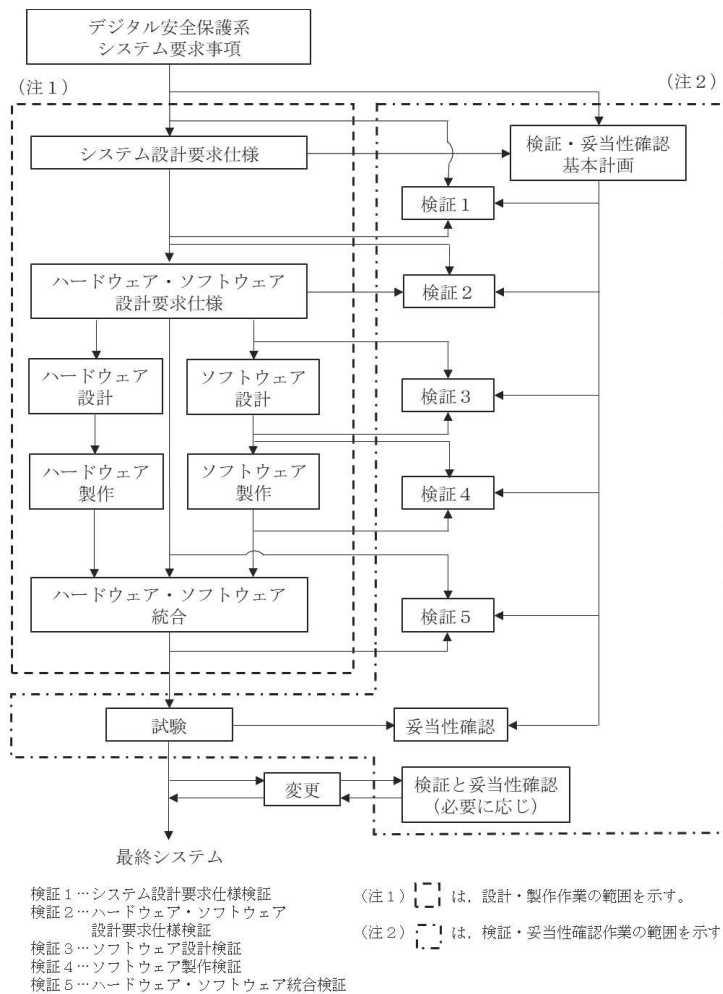 デジタル安全保護系
システム要求事項
（注１）
（注２）
システム設計要求仕様
検証・妥当性確認
基本計画
検証１
ハードウェア・ソフトウェア
設計要求仕様
検証２
ハードウェア
設計
ソフトウェア
設計
検証３
ハードウェア
製作
ソフトウェア
製作
検証４
ハードウェア・ソフトウェア
統合
検証５
試験
妥当性確認
変更
検証と妥当性確認
（必要に応じ）
最終システム
検証１…システム設計要求仕様検証
検証２…ハードウェア・ソフトウェア
設計要求仕様検証
検証３…ソフトウェア設計検証
検証４…ソフトウェア製作検証
検証５…ハードウェア・ソフトウェア統合検証
（注１） は，設計・製作作業の範囲を示す。
（注２） は，検証・妥当性確認作業の範囲を示す